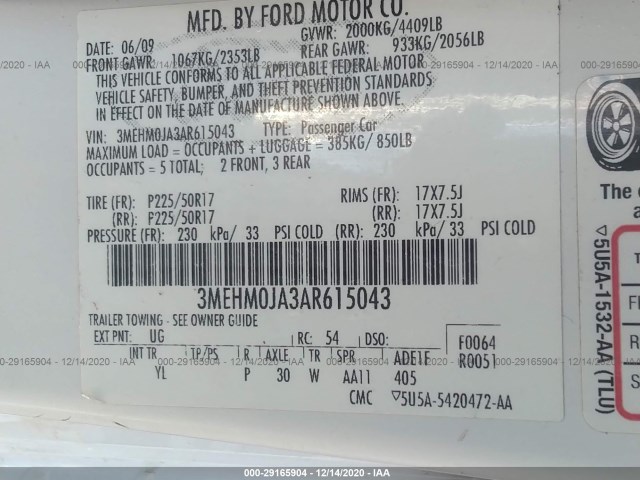 MFD. BY FORD MOTOR CO.
DATE: 06/09 GVWR: 2000KG/4409LB
FRONT GAWR: 1067KG/2353LB REAR GAWR: 933KG/2056LB
THIS VEHICLE CONFORMS TO ALL APPLICABLE FEDERAL MOTOR
VEHICLE SAFETY, BUMPER, AND THEFT PREVENTION STANDARDS
IN EFFECT ON THE DATE OF MANUFACTURE SHOWN ABOVE.
VIN: 3MEHM0JA3AR615043 TYPE: Passenger Car
MAXIMUM LOAD = OCCUPANTS + LUGGAGE = 385KG/ 850LB
OCCUPANTS = 5 TOTAL; 2 FRONT, 3 REAR
TIRE (FR): P225/50R17 RIMS (FR): 17X7.5J
(RR): P225/50R17 (RR): 17X7.5J
PRESSURE (FR): 230 kPa/ 33 PSI COLD (RR): 230 kPa/ 33 PSI COLD
3MEHM0JA3AR615043
TRAILER TOWING - SEE OWNER GUIDE
EXT PNT: UG RC: 54 DSO: F0064
INT TR TP/PS R AXLE TR SPR ADE1F R0051
YL P 30 W AA11 405
CMC ▽5U5A-5420472-AA
The
▽5U5A-1532-AA (TLU)
000-29165904 - 12/14/2020 - IAA